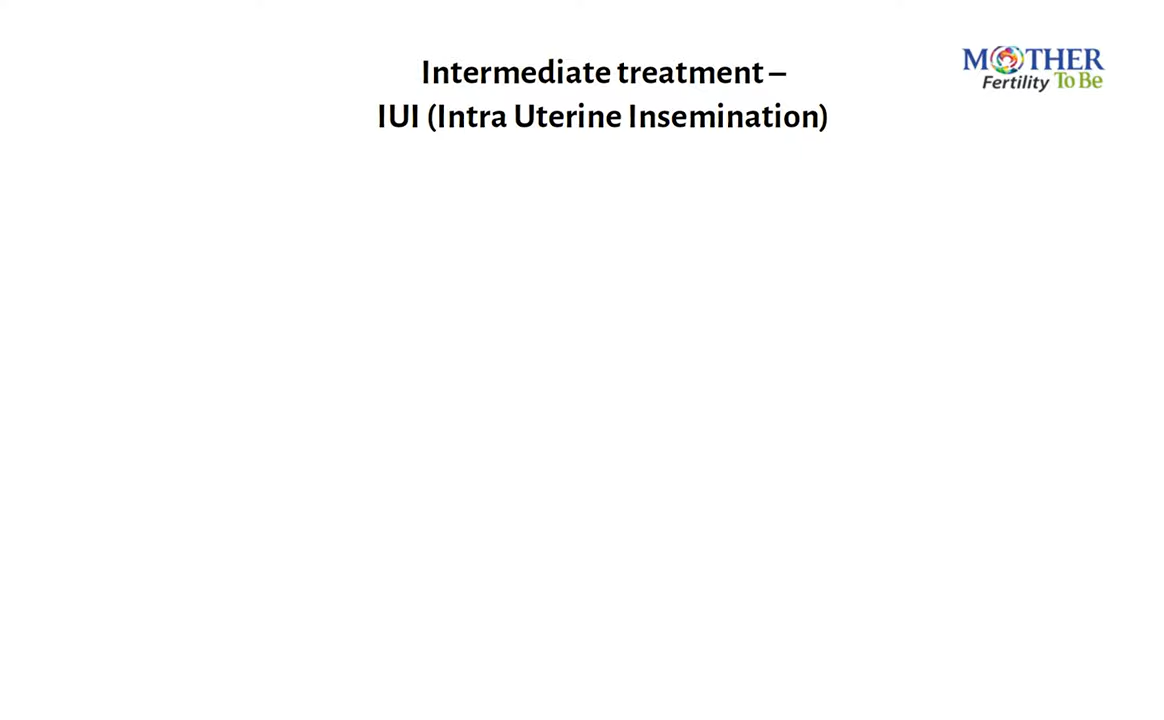 Intermediate treatment –
IUI (Intra Uterine Insemination)
MOTHER
Fertility To Be